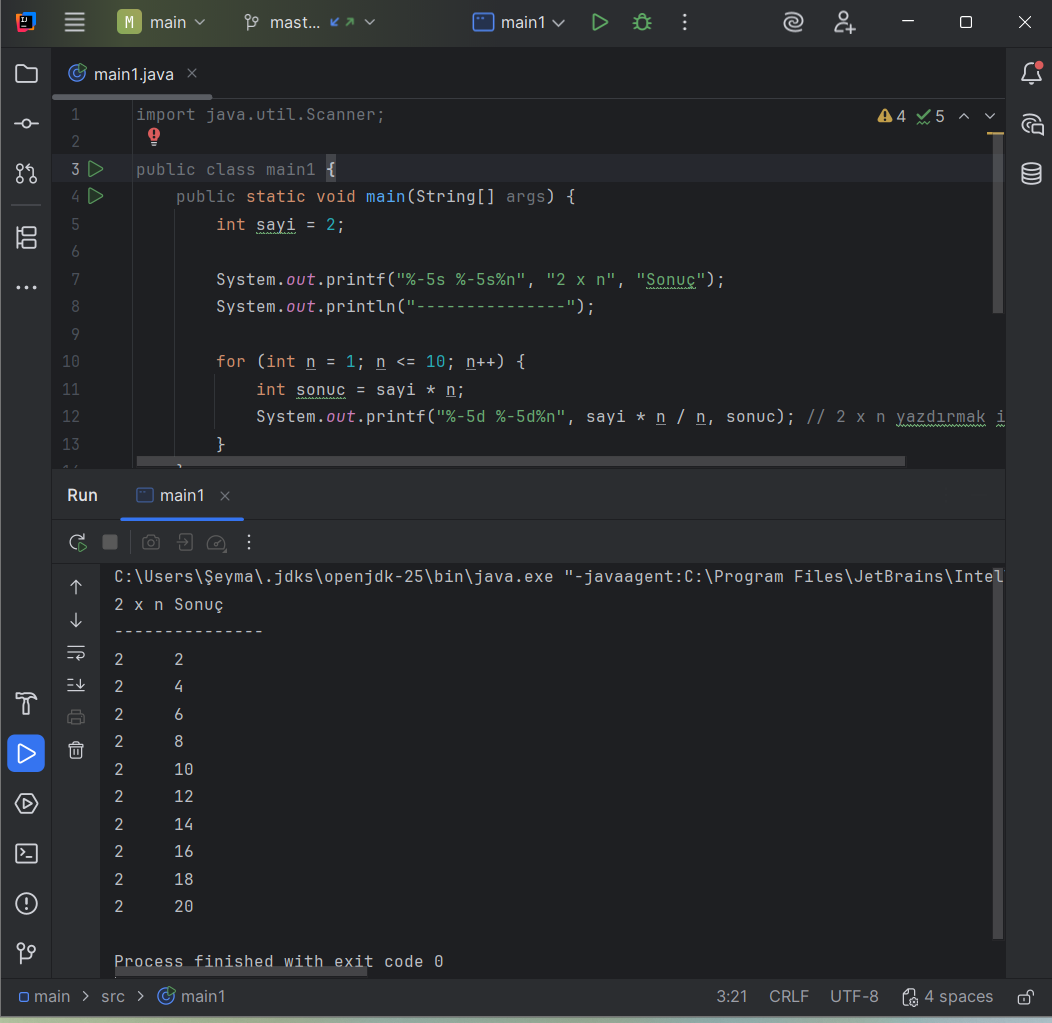 M main mast... main1
main1.java
1 import java.util.Scanner; 4 5
2
3 public class main1 {
4 public static void main(String[] args) {
5 int sayi = 2;
6
7 System.out.printf("%-5s %-5s%n", "2 x n", "Sonuç");
8 System.out.println("---------------");
9
10 for (int n = 1; n <= 10; n++) {
11 int sonuc = sayi * n;
12 System.out.printf("%-5d %-5d%n", sayi * n / n, sonuc); // 2 x n yazdırmak i
13 }
Run main1
C:\Users\Şeyma\.jdks\openjdk-25\bin\java.exe "-javaagent:C:\Program Files\JetBrains\Intel
2 x n Sonuç
---------------
2 2
2 4
2 6
2 8
2 10
2 12
2 14
2 16
2 18
2 20
Process finished with exit code 0
main > src > main1 3:21 CRLF UTF-8 4 spaces